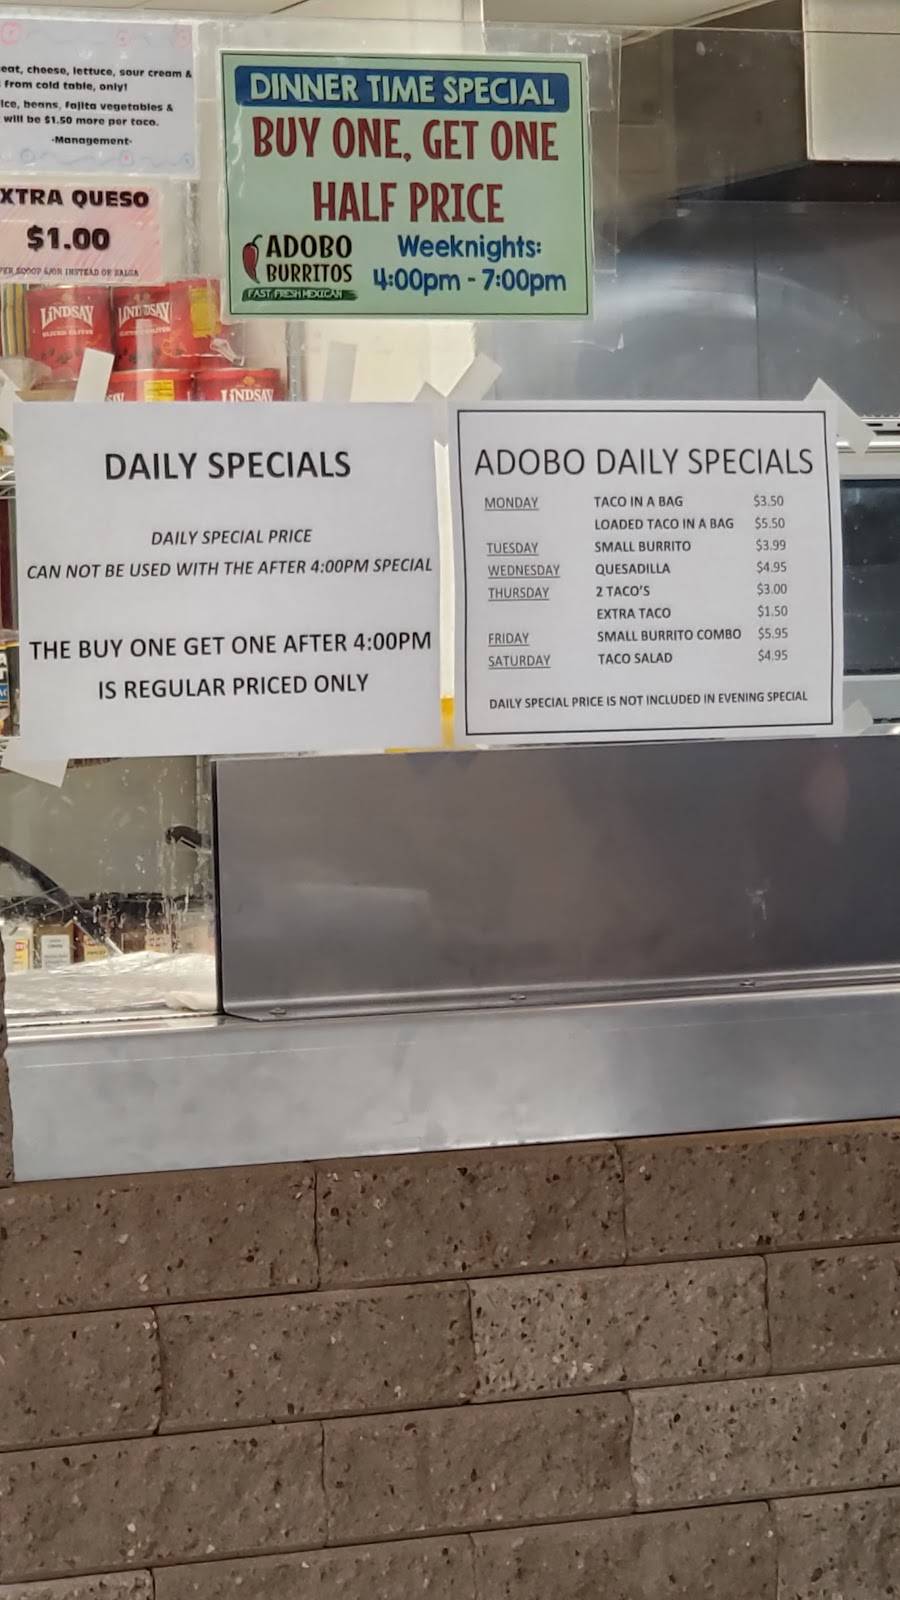 eat, cheese, lettuce, sour cream &
from cold table, only!
ice, beans, fajita vegetables &
will be $1.50 more per taco.
-Management-
XTRA QUESO
$1.00
PER SCOOP &/OR INSTEAD OF SALSA
DINNER TIME SPECIAL
BUY ONE, GET ONE
HALF PRICE
ADOBO
BURRITOS
FAST FRESH MEXICAN
Weeknights:
4:00pm - 7:00pm
LINDSAY
LINDSAY
LINDSAY
DAILY SPECIALS
DAILY SPECIAL PRICE
CAN NOT BE USED WITH THE AFTER 4:00PM SPECIAL
THE BUY ONE GET ONE AFTER 4:00PM
IS REGULAR PRICED ONLY
ADOBO DAILY SPECIALS
MONDAY TACO IN A BAG $3.50
LOADED TACO IN A BAG $5.50
TUESDAY SMALL BURRITO $3.99
WEDNESDAY QUESADILLA $4.95
THURSDAY 2 TACO'S $3.00
EXTRA TACO $1.50
FRIDAY SMALL BURRITO COMBO $5.95
SATURDAY TACO SALAD $4.95
DAILY SPECIAL PRICE IS NOT INCLUDED IN EVENING SPECIAL